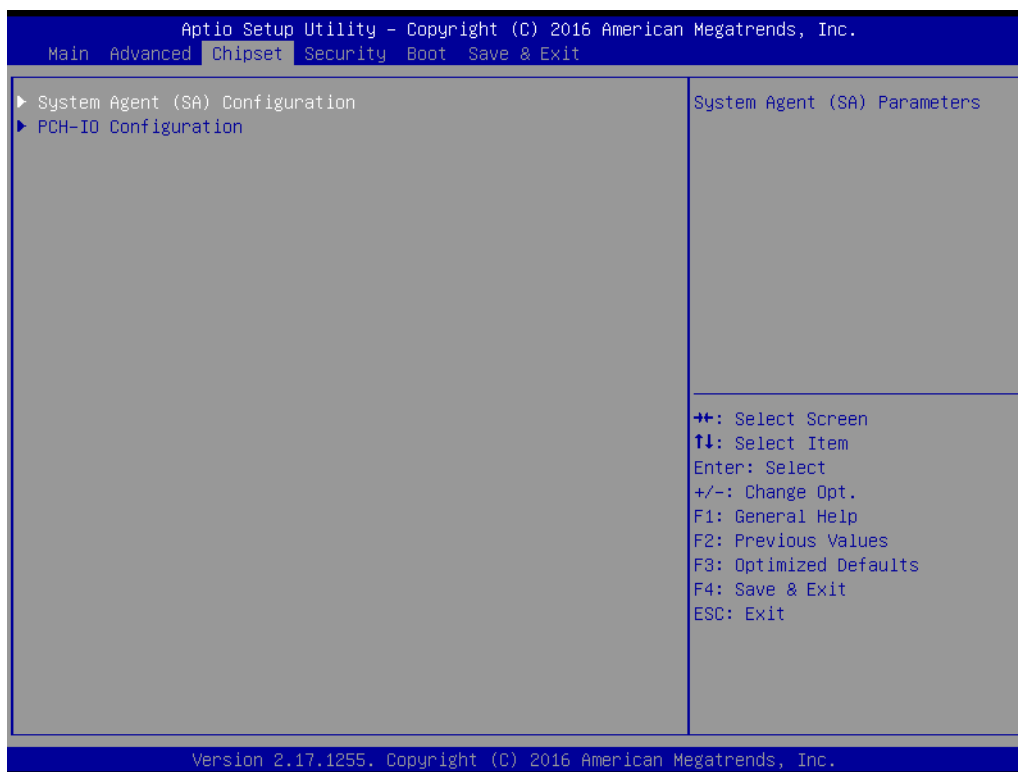 Aptio Setup Utility – Copyright (C) 2016 American Megatrends, Inc.
Main Advanced Chipset Security Boot Save & Exit
▶ System Agent (SA) Configuration
▶ PCH-IO Configuration
System Agent (SA) Parameters
→←: Select Screen
↑↓: Select Item
Enter: Select
+/-: Change Opt.
F1: General Help
F2: Previous Values
F3: Optimized Defaults
F4: Save & Exit
ESC: Exit
Version 2.17.1255. Copyright (C) 2016 American Megatrends, Inc.